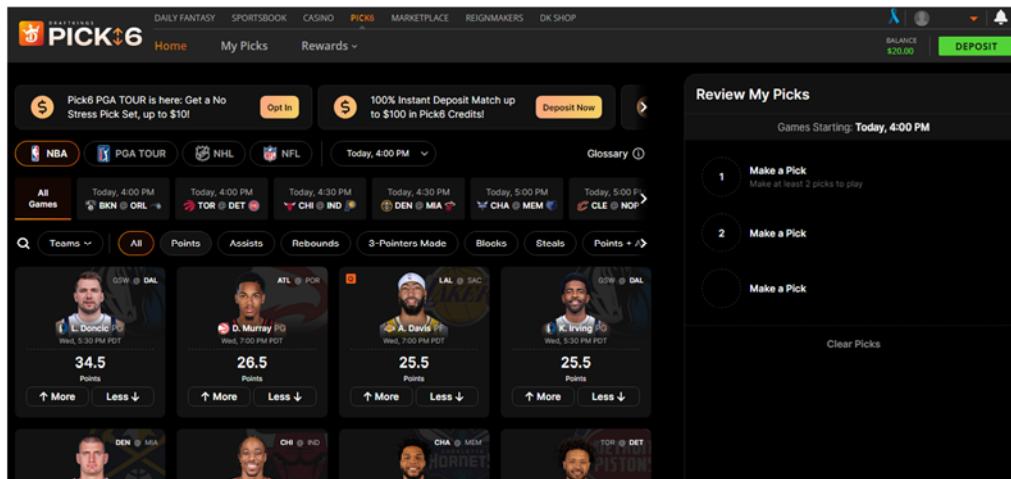 DAILY FANTASY SPORTSBOOK CASINO PICK6 MARKETPLACE REIGNMAKERS DK SHOP
DRAFTKINGS
PICK6
Home My Picks Rewards
BALANCE
$20.00
DEPOSIT
Pick6 PGA TOUR is here: Get a No
Stress Pick Set, up to $10!
Opt In
100% Instant Deposit Match up
to $100 in Pick6 Credits!
Deposit Now
NBA PGA TOUR NHL NFL Today, 4:00 PM Glossary
All
Games
Today, 4:00 PM
BKN @ ORL
Today, 4:00 PM
TOR @ DET
Today, 4:30 PM
CHI @ IND
Today, 4:30 PM
DEN @ MIA
Today, 5:00 PM
CHA @ MEM
Today, 5:00 P
CLE @ NOP
Teams All Points Assists Rebounds 3-Pointers Made Blocks Steals Points +
GSW @ DAL
L. Doncic PG
Wed, 5:30 PM PDT
34.5
Points
More Less
ATL @ POR
D. Murray PG
Wed, 7:00 PM PDT
26.5
Points
More Less
LAL @ SAC
A. Davis PF
Wed, 7:00 PM PDT
25.5
Points
More Less
GSW @ DAL
K. Irving PG
Wed, 5:30 PM PDT
25.5
Points
More Less
DEN @ MIA
CHI @ IND
CHA @ MEM
HORNETS
TOR @ DET
PISTONS
Review My Picks
Games Starting: Today, 4:00 PM
1 Make a Pick
Make at least 2 picks to play
2 Make a Pick
Make a Pick
Clear Picks